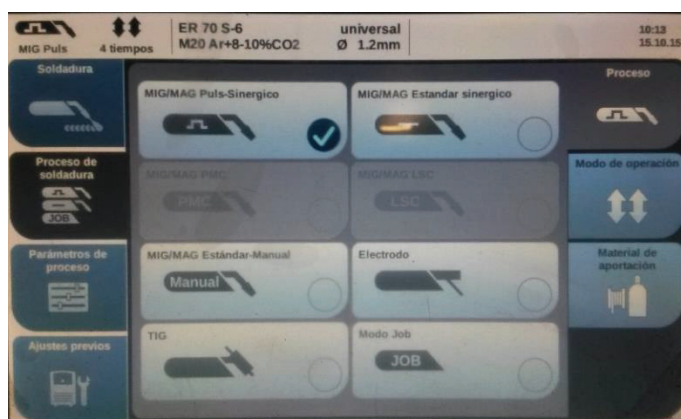 MIG Puls
4 tiempos
ER 70 S-6
M20 Ar+8-10%CO2
universal
Ø 1.2mm
10:13
15.10.15
Soldadura
Proceso de
soldadura
JOB
Parámetros de
proceso
Ajustes previos
MIG/MAG Puls-Sinergico
MIG/MAG Estandar sinergico
MIG/MAG PMC
PMC
MIG/MAG LSC
LSC
MIG/MAG Estándar-Manual
Manual
Electrodo
TIG
Modo Job
JOB
Proceso
Modo de operación
Material de
aportación